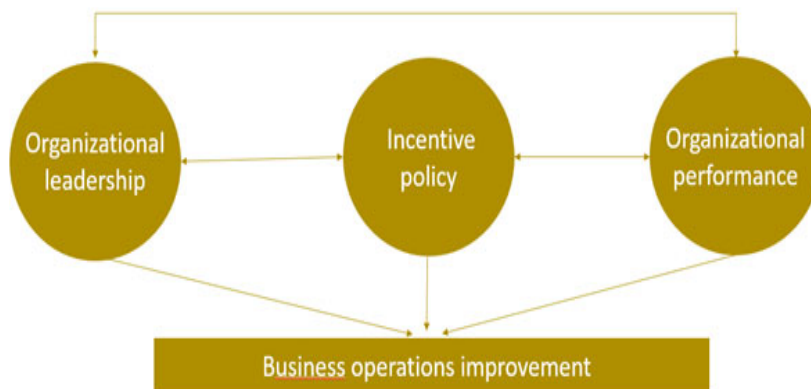 Organizational
leadership
Incentive
policy
Organizational
performance
Business operations improvement